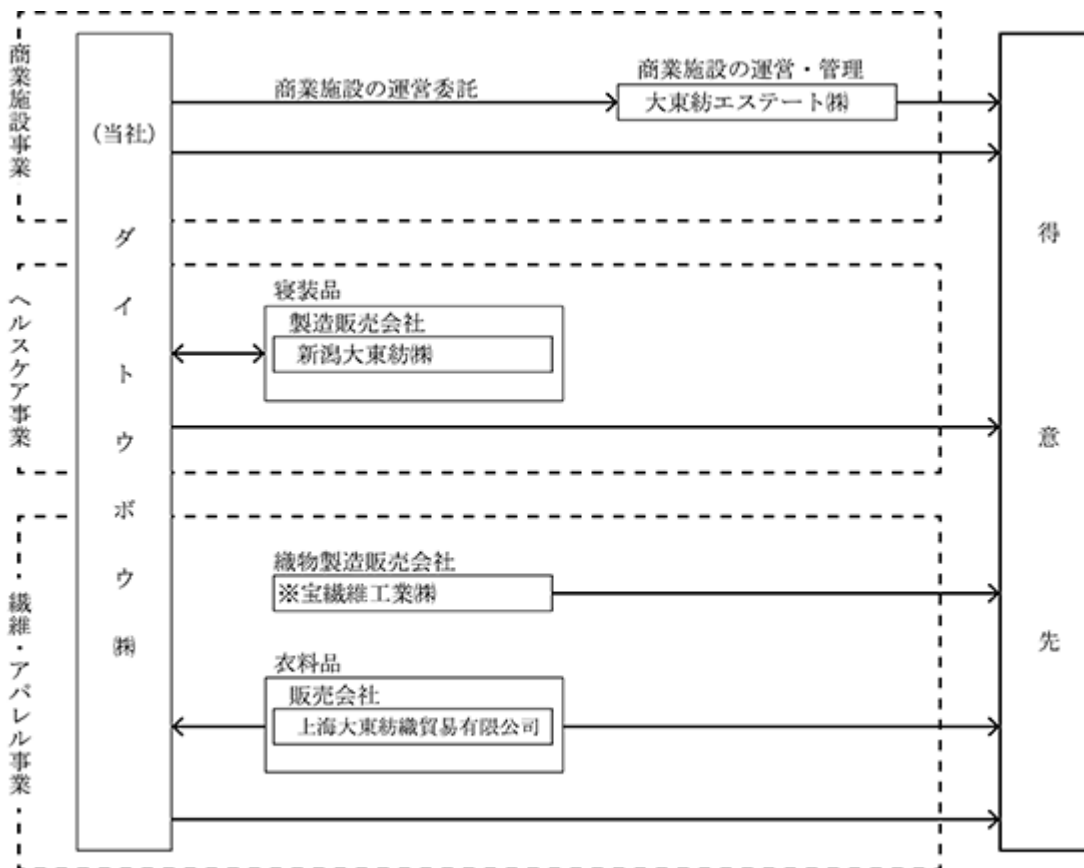 商業施設事業
(当社)
ダイトウボウ㈱
商業施設の運営委託
商業施設の運営・管理
大東紡エステート㈱
得意先
ヘルスケア事業
寝装品
製造販売会社
新潟大東紡㈱
繊維・アパレル事業
織物製造販売会社
※宝繊維工業㈱
衣料品
販売会社
上海大東紡織貿易有限公司